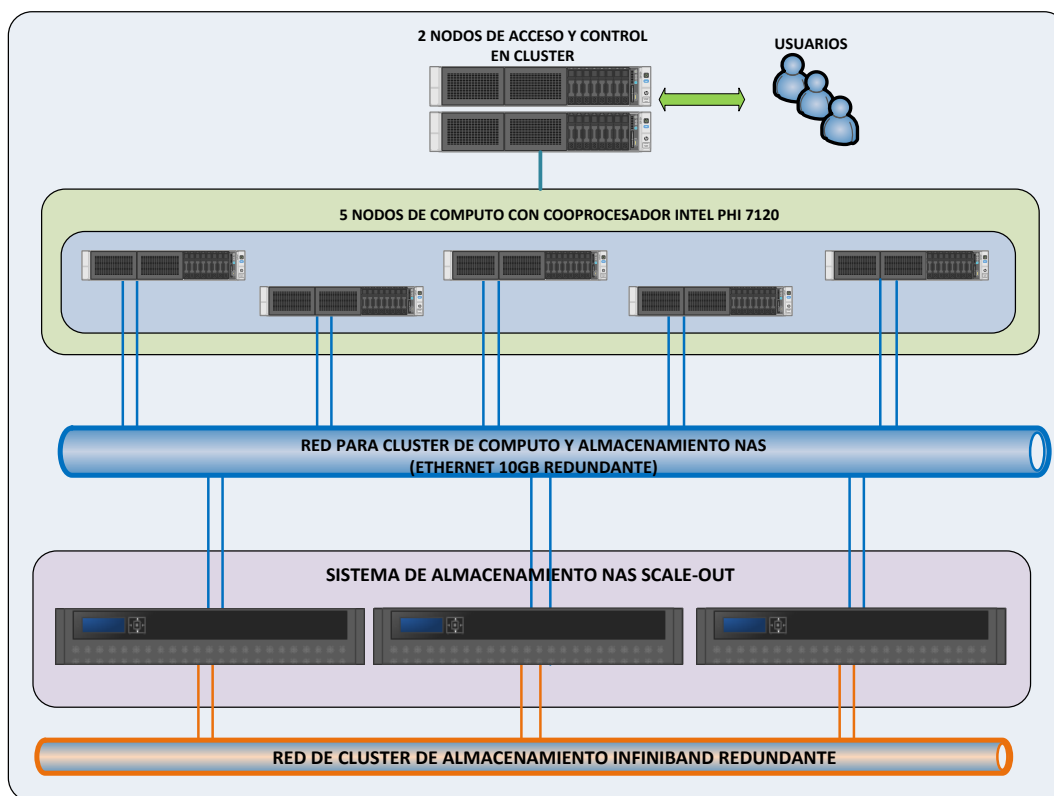 2 NODOS DE ACCESO Y CONTROL
EN CLUSTER
USUARIOS
5 NODOS DE COMPUTO CON COOPROCESADOR INTEL PHI 7120
RED PARA CLUSTER DE COMPUTO Y ALMACENAMIENTO NAS
(ETHERNET 10GB REDUNDANTE)
SISTEMA DE ALMACENAMIENTO NAS SCALE-OUT
RED DE CLUSTER DE ALMACENAMIENTO INFINIBAND REDUNDANTE